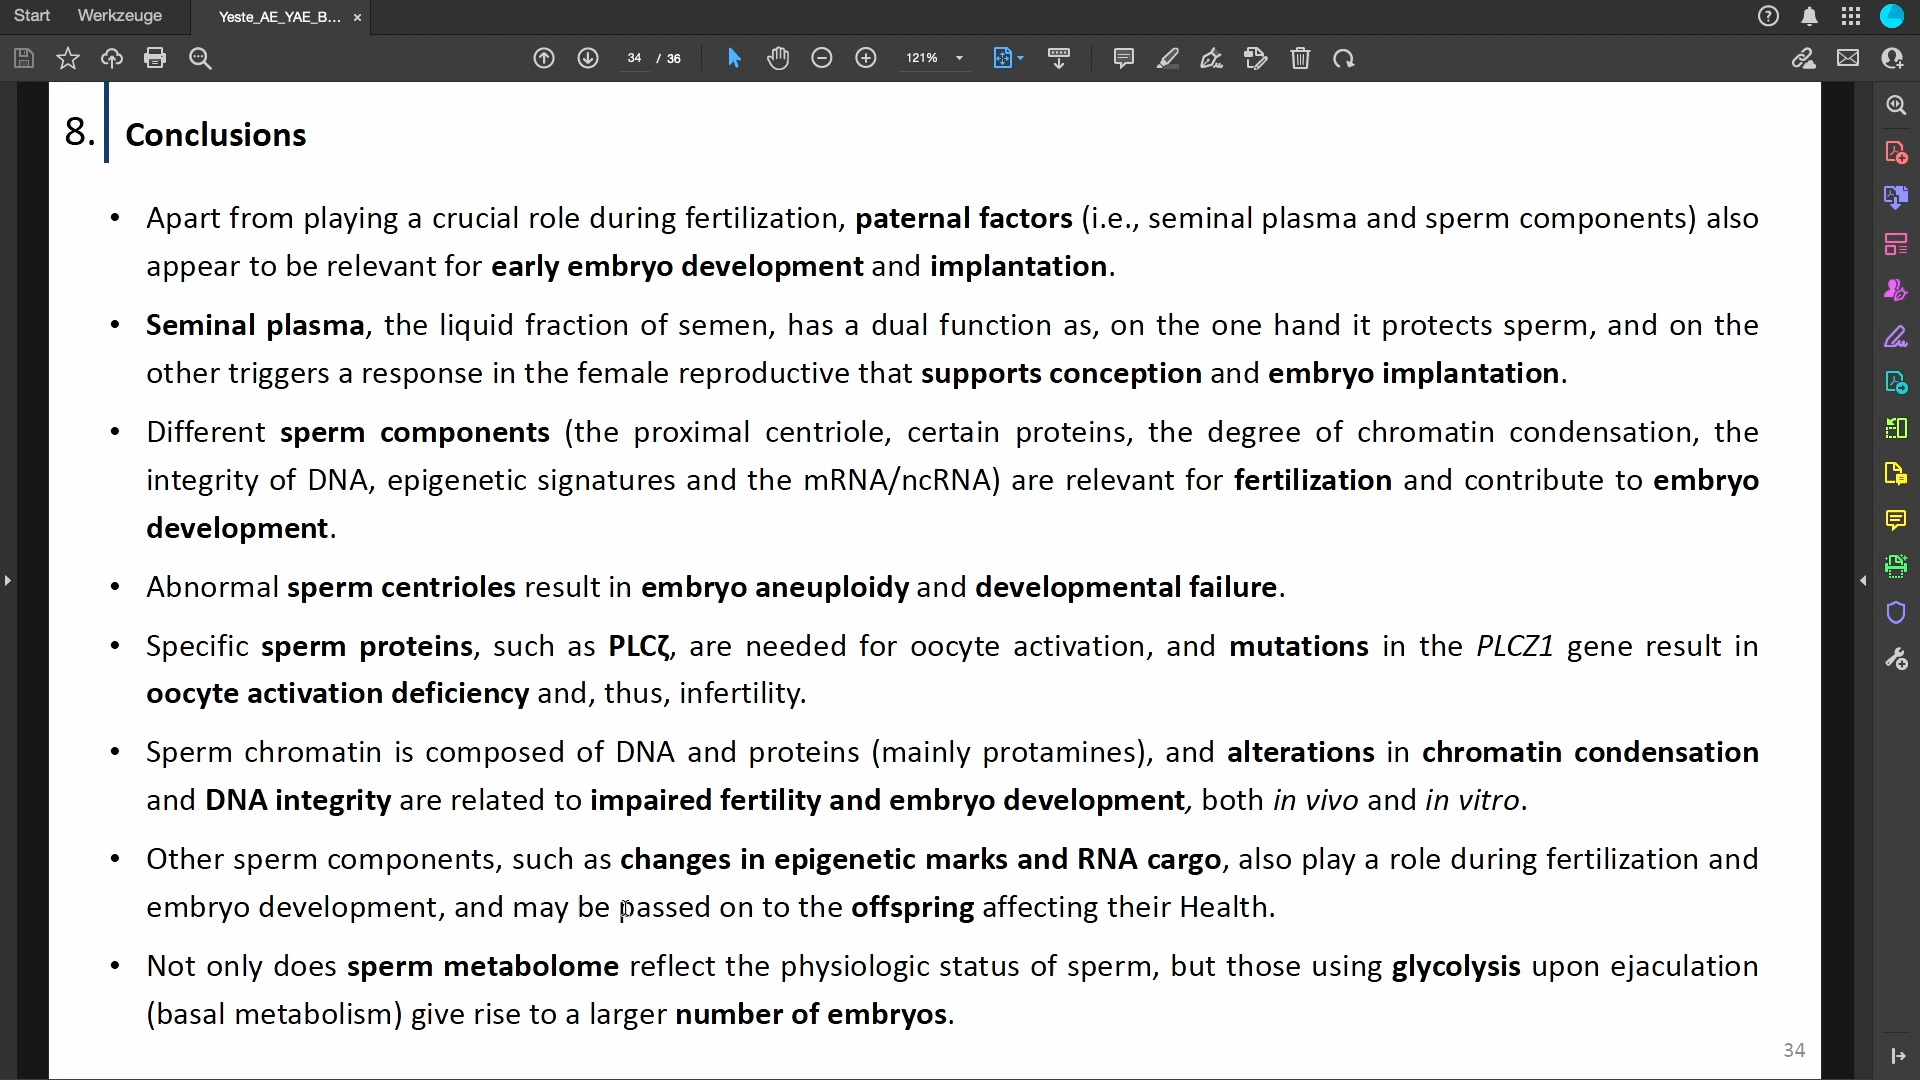 Start Werkzeuge Yeste_AE_YAE_B... ×
34 / 36 121%
8. Conclusions
• Apart from playing a crucial role during fertilization, paternal factors (i.e., seminal plasma and sperm components) also
appear to be relevant for early embryo development and implantation.
• Seminal plasma, the liquid fraction of semen, has a dual function as, on the one hand it protects sperm, and on the
other triggers a response in the female reproductive that supports conception and embryo implantation.
• Different sperm components (the proximal centriole, certain proteins, the degree of chromatin condensation, the
integrity of DNA, epigenetic signatures and the mRNA/ncRNA) are relevant for fertilization and contribute to embryo
development.
• Abnormal sperm centrioles result in embryo aneuploidy and developmental failure.
• Specific sperm proteins, such as PLCζ, are needed for oocyte activation, and mutations in the PLCZ1 gene result in
oocyte activation deficiency and, thus, infertility.
• Sperm chromatin is composed of DNA and proteins (mainly protamines), and alterations in chromatin condensation
and DNA integrity are related to impaired fertility and embryo development, both in vivo and in vitro.
• Other sperm components, such as changes in epigenetic marks and RNA cargo, also play a role during fertilization and
embryo development, and may be passed on to the offspring affecting their Health.
• Not only does sperm metabolome reflect the physiologic status of sperm, but those using glycolysis upon ejaculation
(basal metabolism) give rise to a larger number of embryos.
34